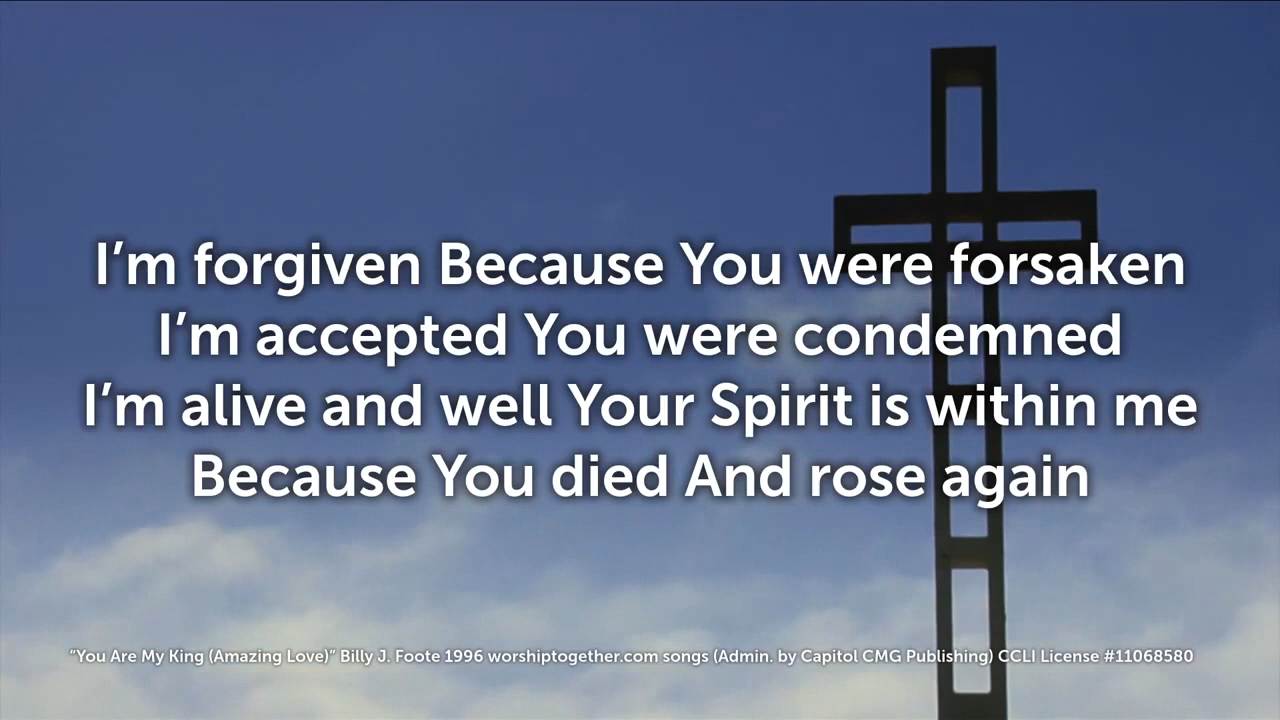 I’m forgiven Because You were forsaken
I’m accepted You were condemned
I’m alive and well Your Spirit is within me
Because You died And rose again
“You Are My King (Amazing Love)” Billy J. Foote 1996 worshiptogether.com songs (Admin. by Capitol CMG Publishing) CCLI License #11068580